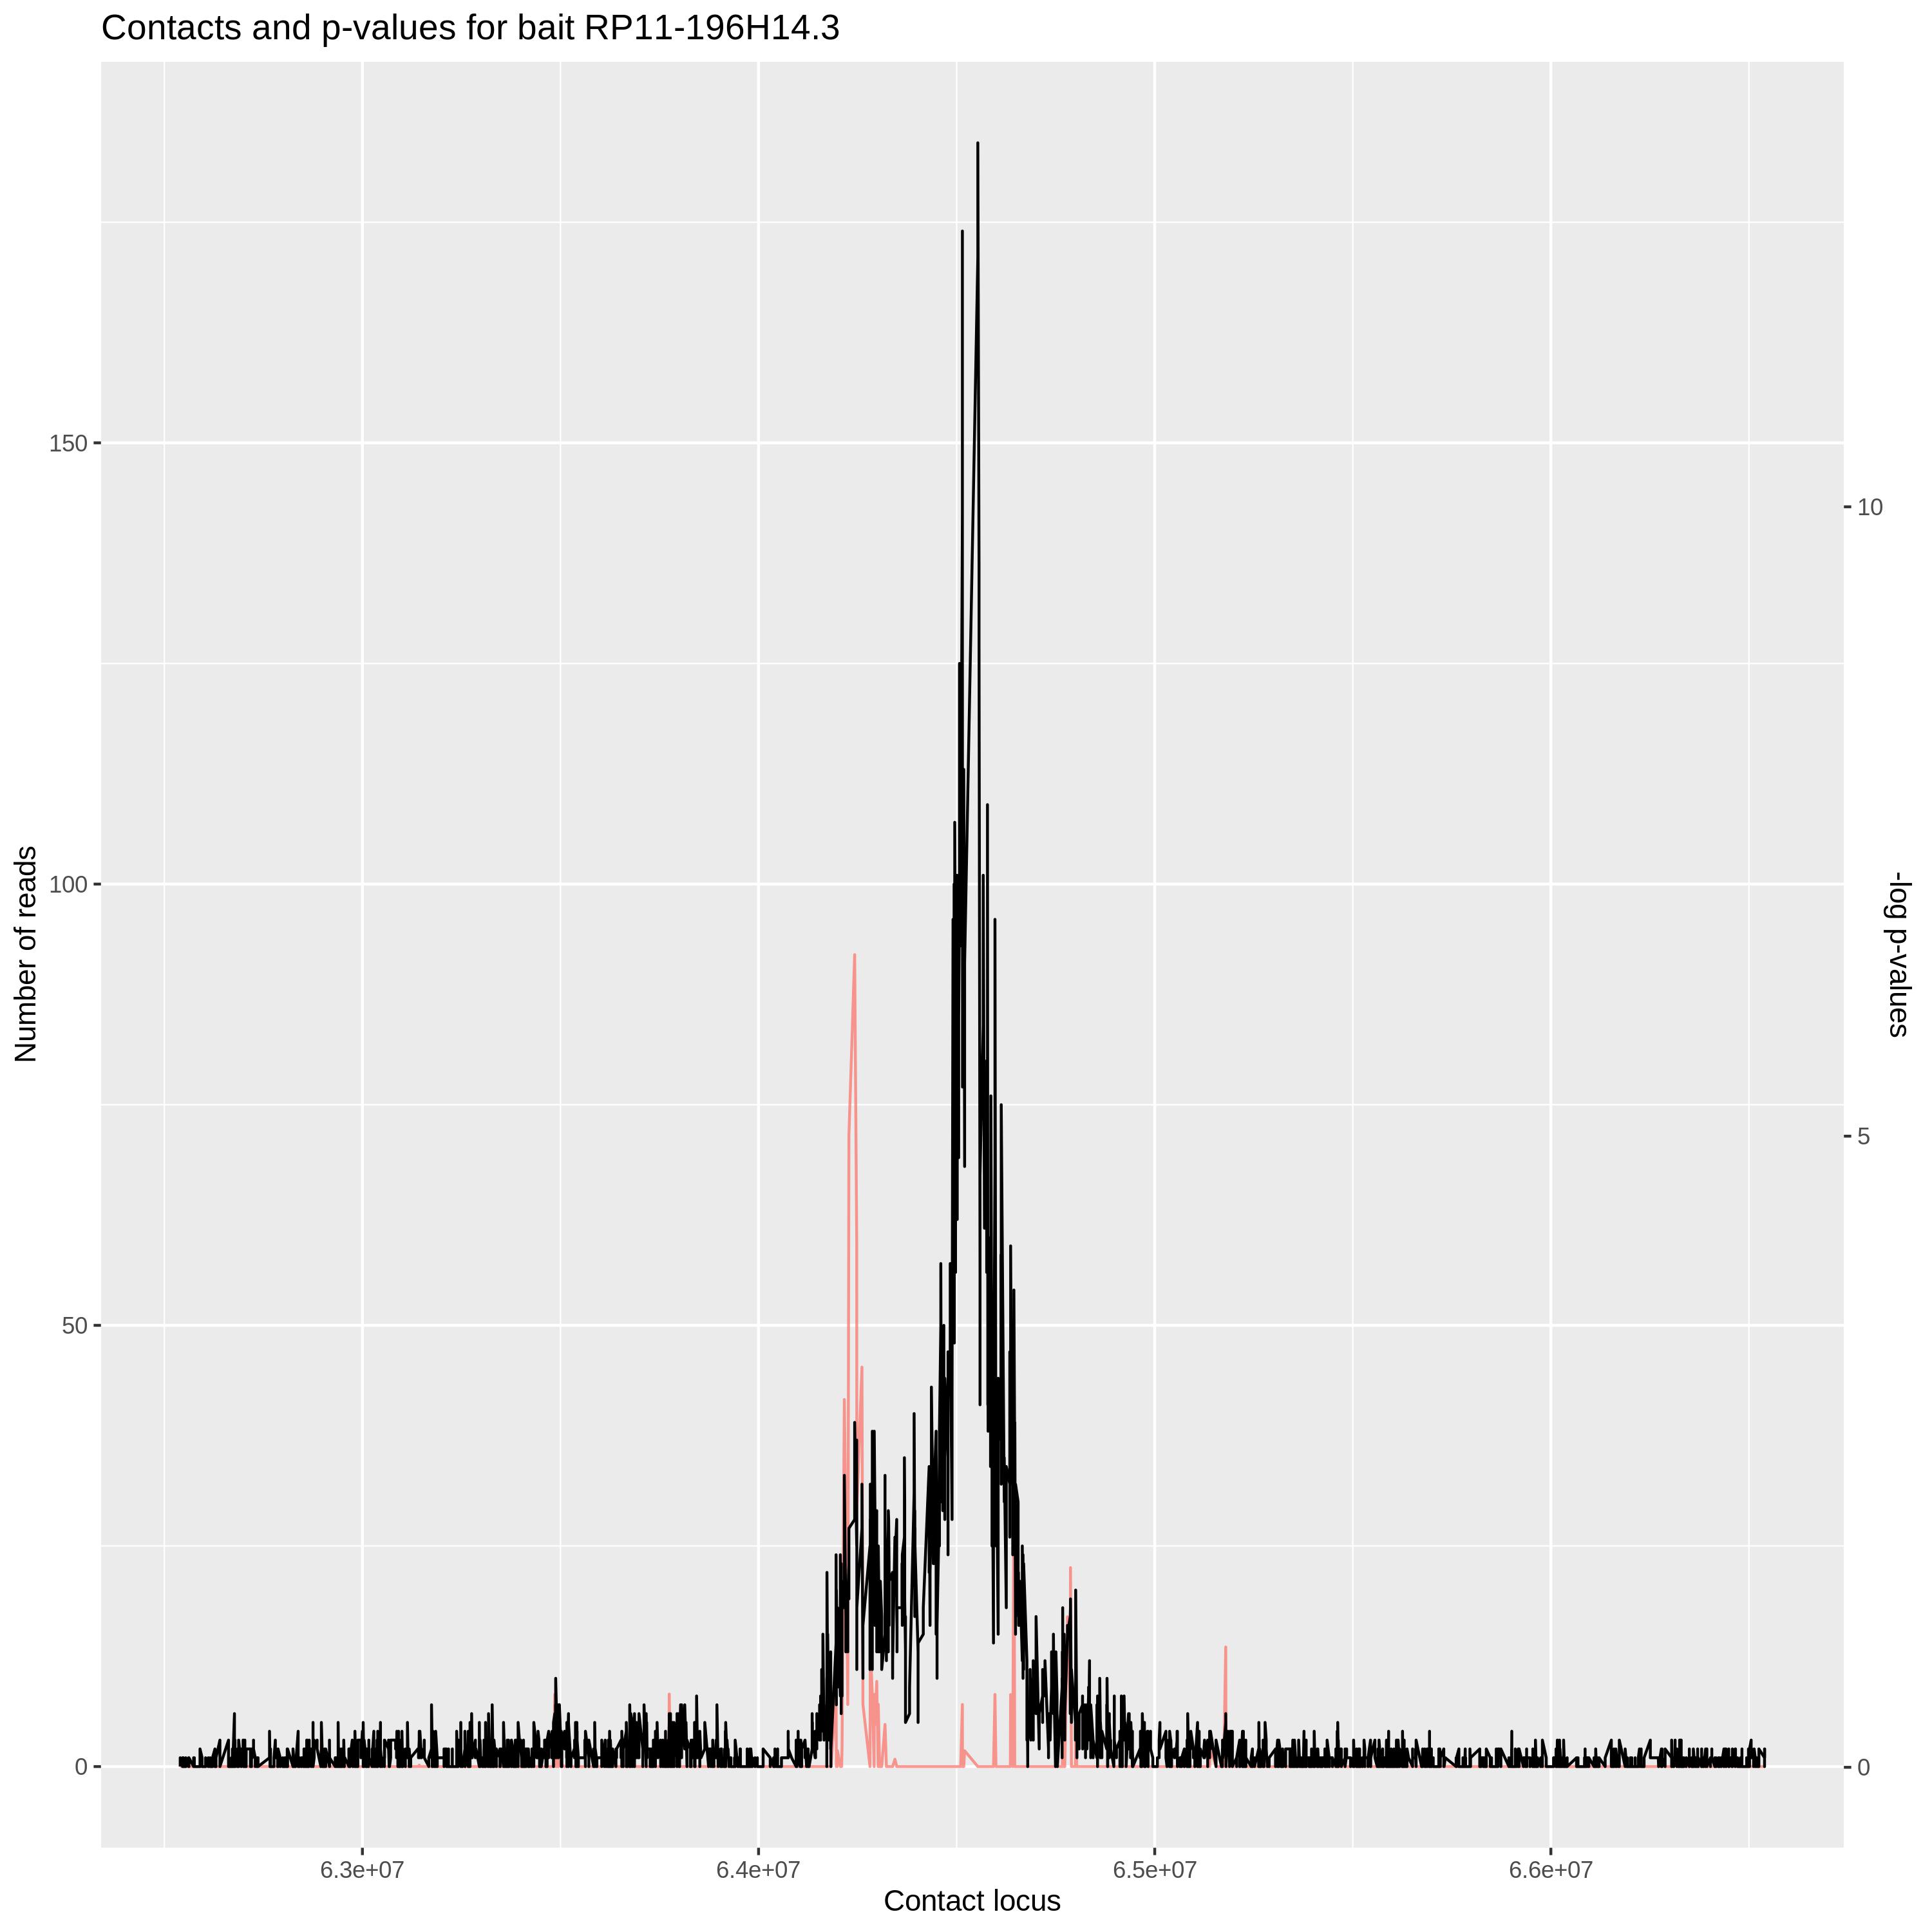 Contacts and p-values for bait RP11-196H14.3
150
100
50
0
Number of reads
10
5
0
-log p-values
6.3e+07
6.4e+07
6.5e+07
6.6e+07
Contact locus